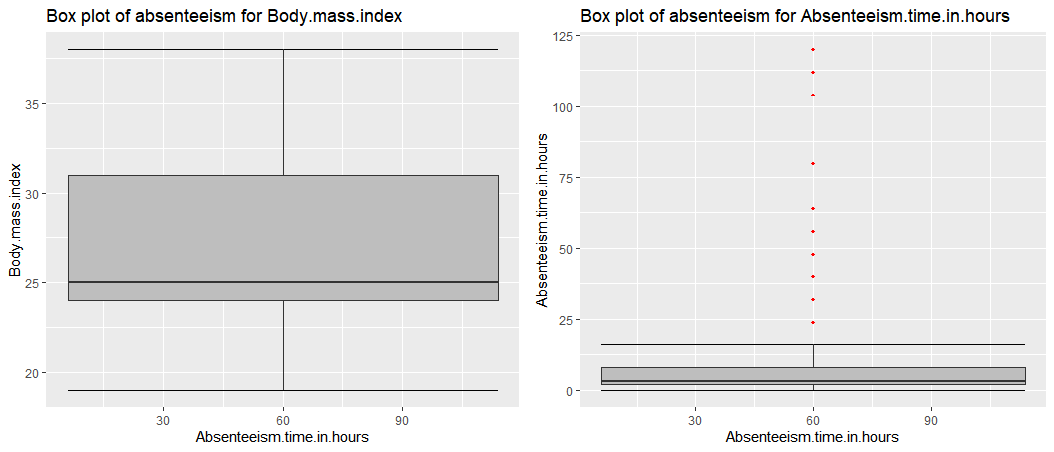 Box plot of absenteeism for Body.mass.index
Body.mass.index
35
30
25
20
30 60 90
Absenteeism.time.in.hours
Box plot of absenteeism for Absenteeism.time.in.hours
Absenteeism.time.in.hours
125
100
75
50
25
0
30 60 90
Absenteeism.time.in.hours